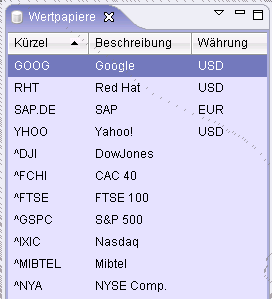 Wertpapiere
Kürzel Beschreibung Währung
GOOG Google USD
RHT Red Hat USD
SAP.DE SAP EUR
YHOO Yahoo! USD
^DJI DowJones
^FCHI CAC 40
^FTSE FTSE 100
^GSPC S&P 500
^IXIC Nasdaq
^MIBTEL Mibtel
^NYA NYSE Comp.